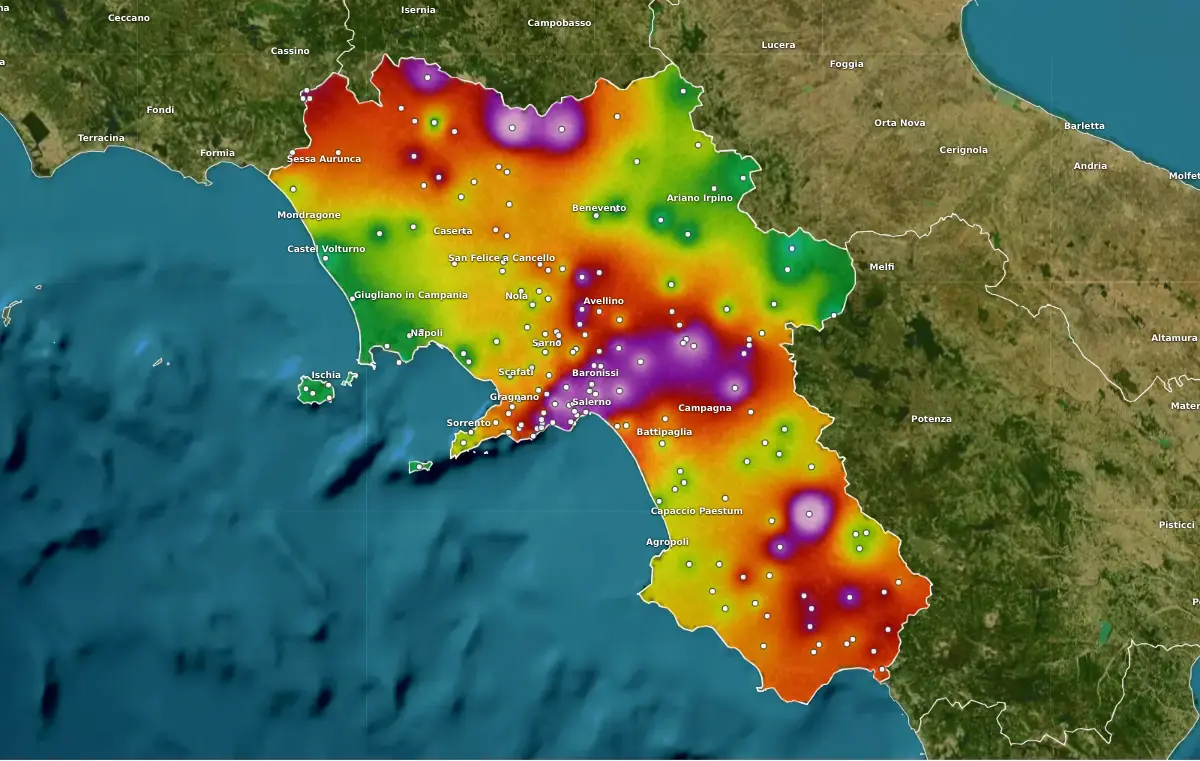 Isernia
Ceccano
Campobasso
Lucera
Cassino
Foggia
Fondi
Orta Nova
Barletta
Terracina
Cerignola
Formia
Sessa Aurunca
Andria
Molfet
Ariano Irpino
Benevento
Mondragone
Caserta
Castel Volturno
San Felice a Cancello
Melfi
Giugliano in Campania
Nola
Avellino
Napoli
Altamura
Sarno
Scafati
Baronissi
Ischia
Gragnano
Salerno
Campagna
Mater
Potenza
Sorrento
Battipaglia
Capaccio Paestum
Pisticci
Agropoli